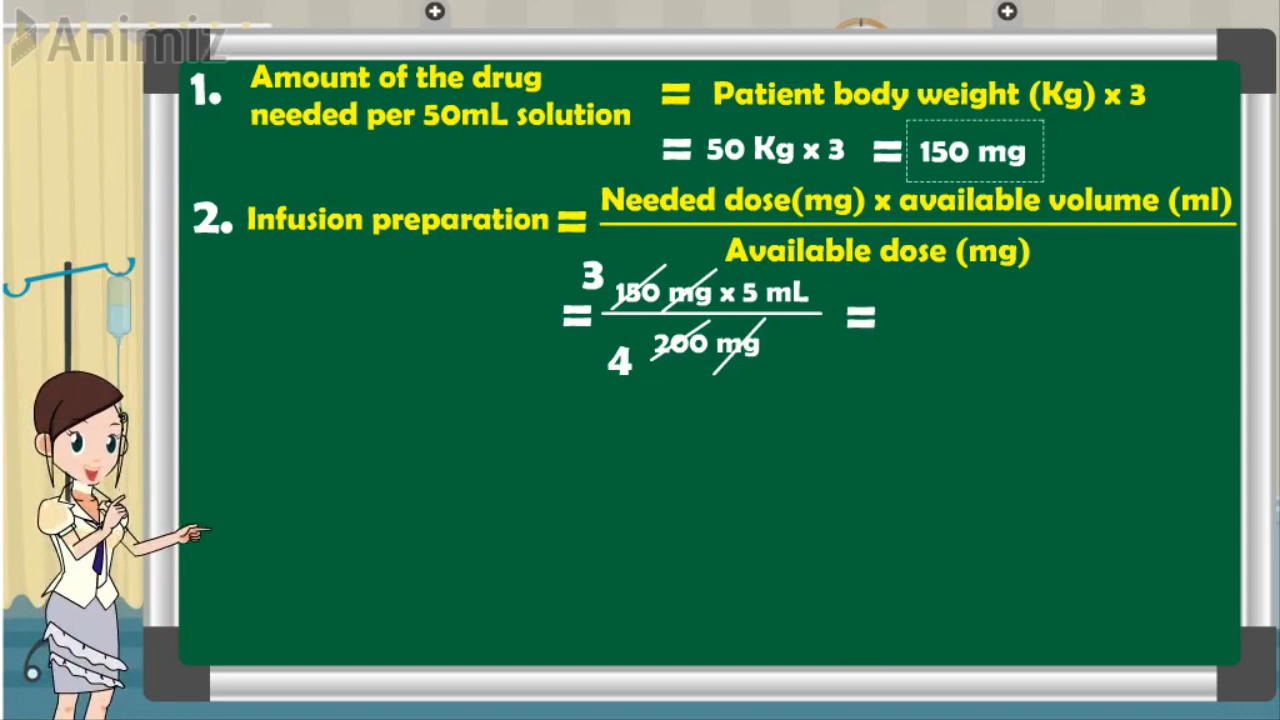 Animiz
1. Amount of the drug
needed per 50mL solution
= Patient body weight (Kg) x 3
= 50 Kg x 3 = 150 mg
2. Infusion preparation =
Needed dose(mg) x available volume (ml)
Available dose (mg)
3
= 150 mg x 5 mL =
4 200 mg